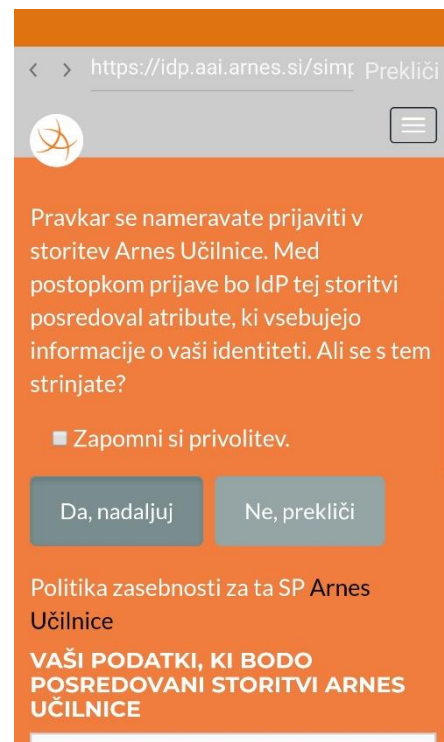 https://idp.aai.arnes.si/simp Prekliči
Pravkar se nameravate prijaviti v
storitev Arnes Učilnice. Med
postopkom prijave bo IdP tej storitvi
posredoval atribute, ki vsebujejo
informacije o vaši identiteti. Ali se s tem
strinjate?
Zapomni si privolitev.
Da, nadaljuj Ne, prekliči
Politika zasebnosti za ta SP Arnes
Učilnice
VAŠI PODATKI, KI BODO
POSREDOVANI STORITVI ARNES
UČILNICE